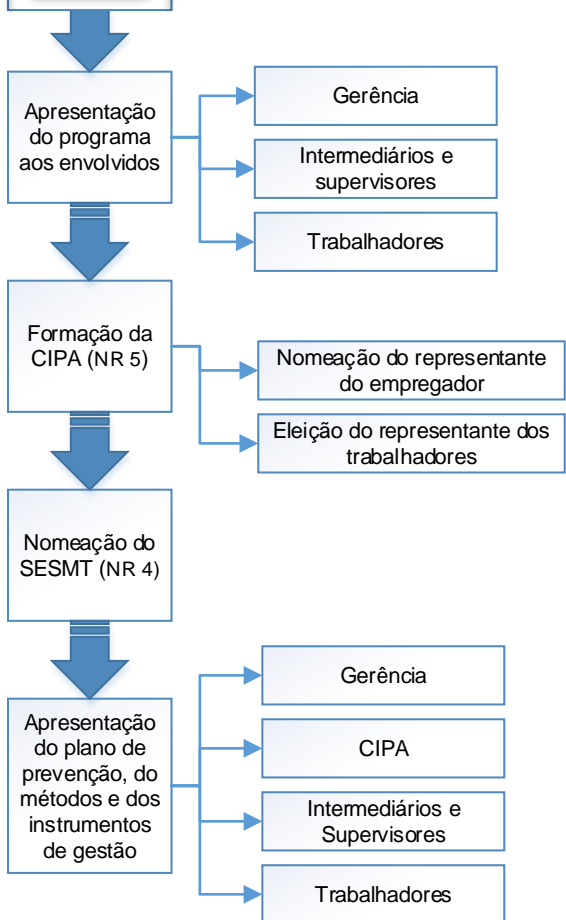 Apresentação
do programa
aos envolvidos
Gerência
Intermediários e
supervisores
Trabalhadores
Formação da
CIPA (NR 5)
Nomeação do representante
do empregador
Eleição do representante dos
trabalhadores
Nomeação do
SESMT (NR 4)
Apresentação
do plano de
prevenção, do
métodos e dos
instrumentos
de gestão
Gerência
CIPA
Intermediários e
Supervisores
Trabalhadores